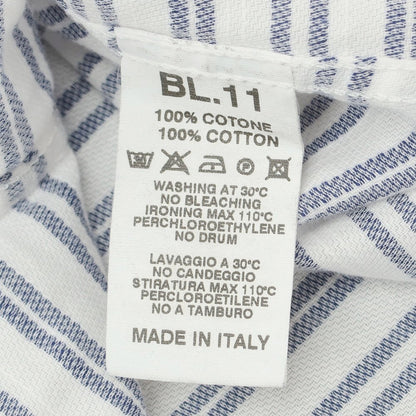 BL.11
100% COTONE
100% COTTON
WASHING AT 30°C
NO BLEACHING
IRONING MAX 110°C
PERCHLOROETHYLENE
NO DRUM
LAVAGGIO A 30°C
NO CANDEGGIO
STIRATURA MAX 110°C
PERCLOROETILENE
NO A TAMBURO
MADE IN ITALY